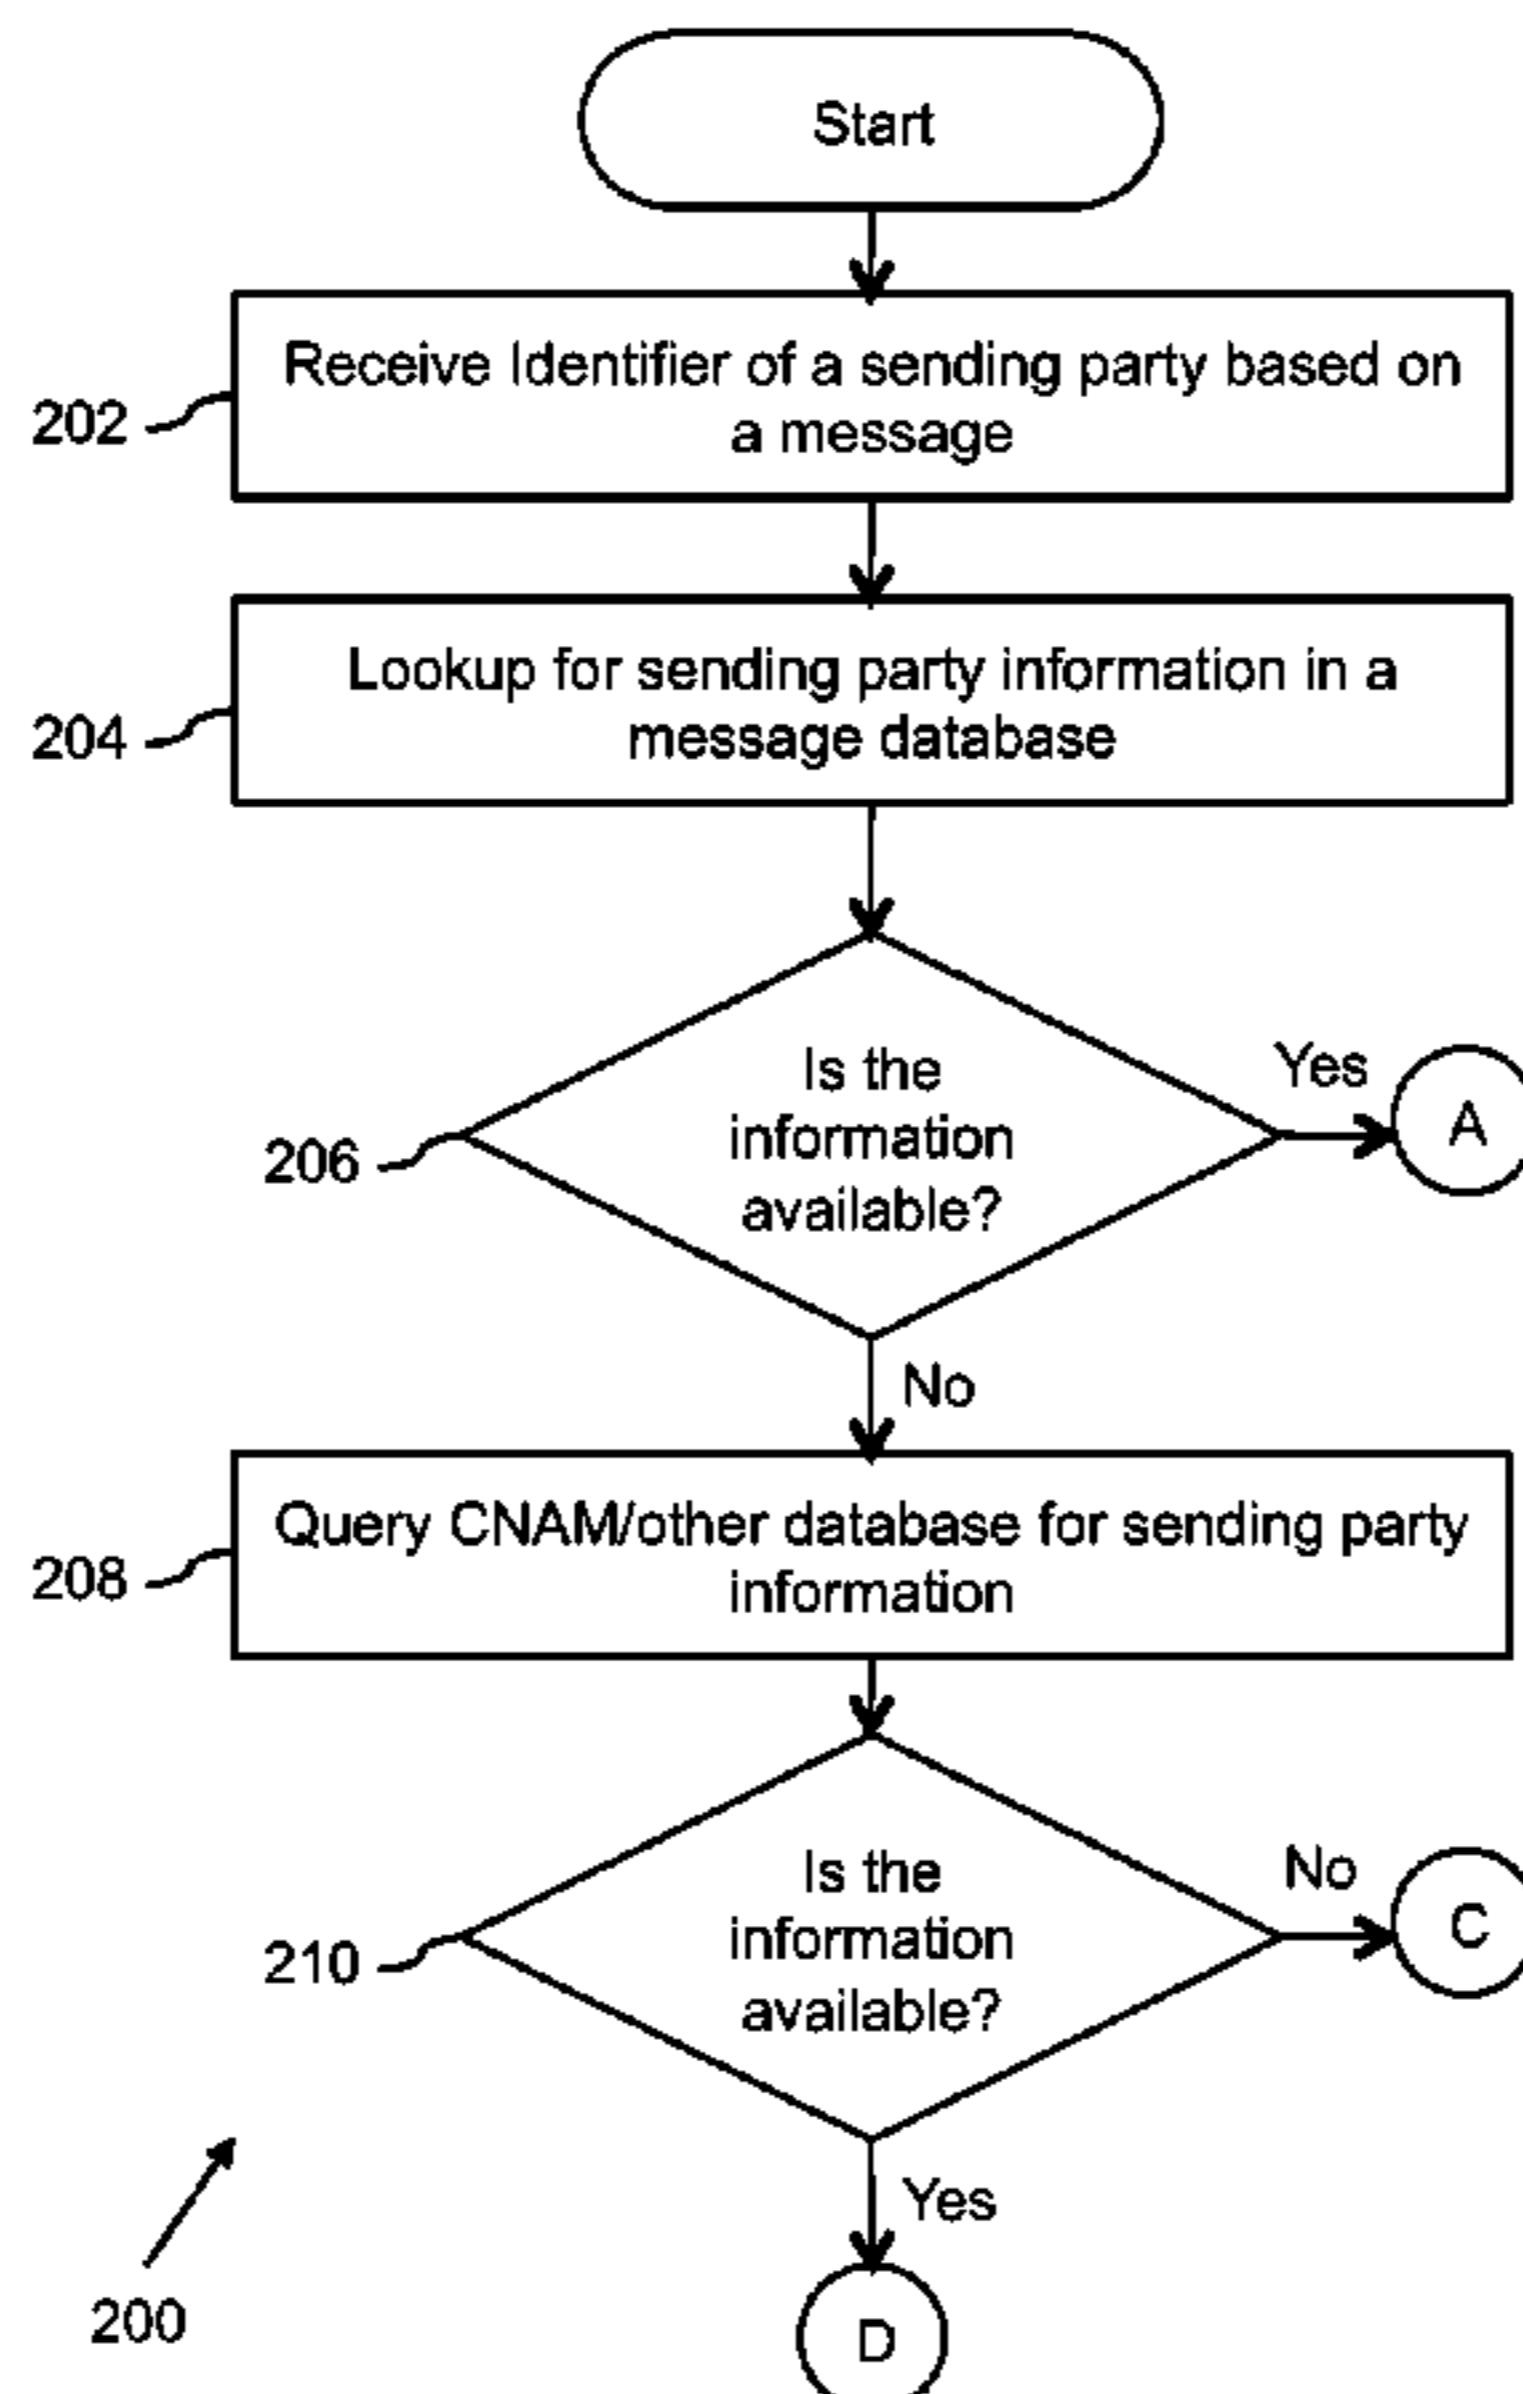 Start
Receive Identifier of a sending party based on
a message
202
Lookup for sending party information in a
message database
204
Is the
information
available?
Yes
A
206
No
Query CNAM/other database for sending party
information
208
Is the
information
available?
No
C
210
Yes
D
200